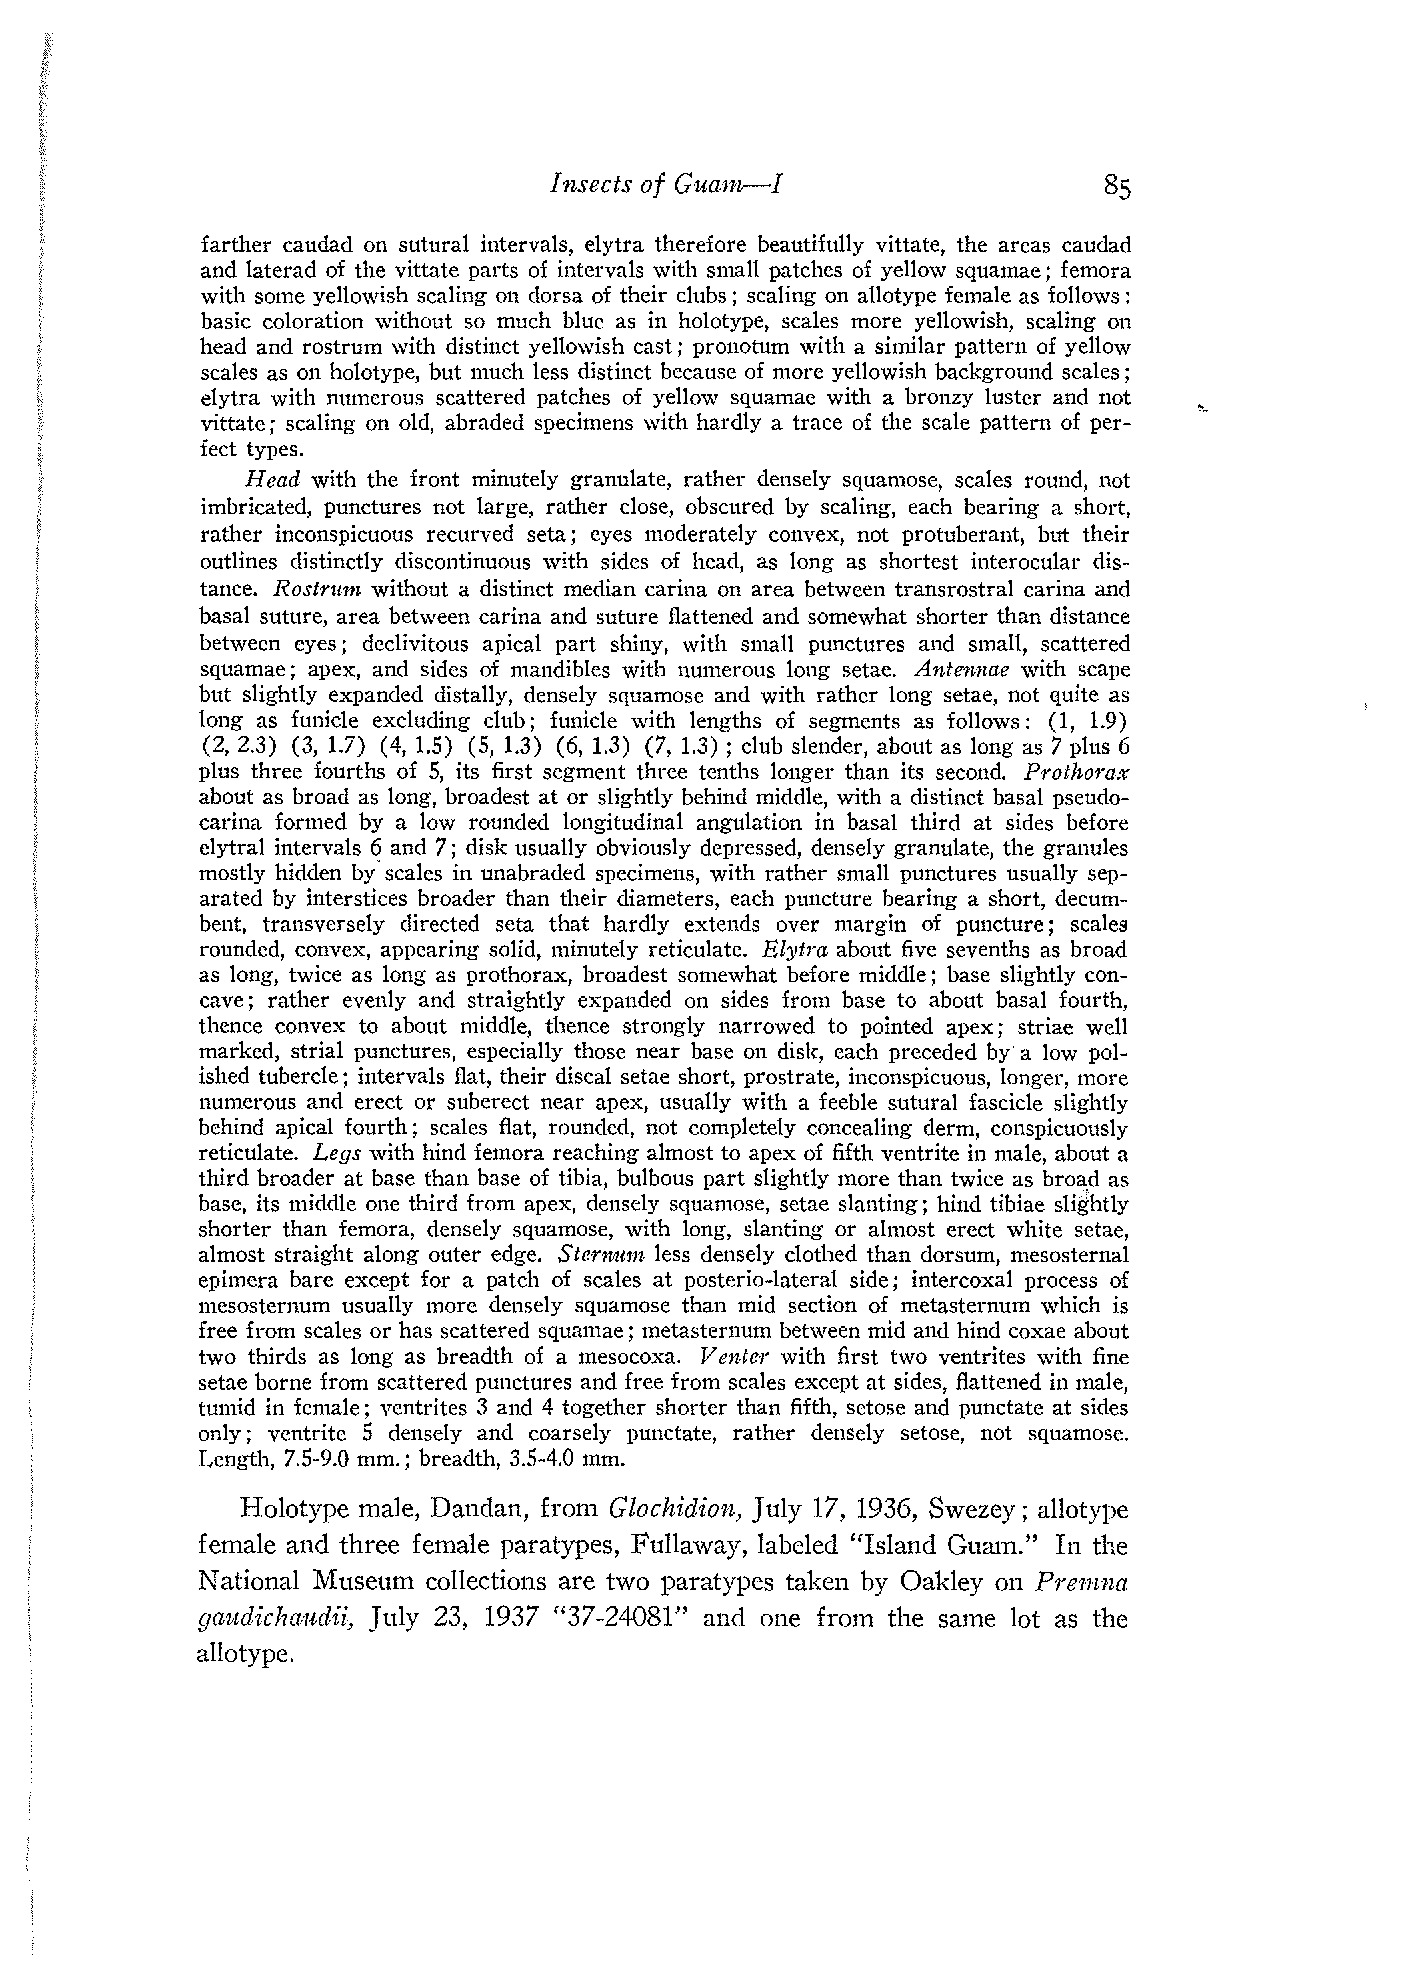 Insects of Guam—I 85
farther caudad on sutural intervals, elytra therefore beautifully vittate, the areas caudad
and laterad of the vittate parts of intervals with small patches of yellow squamae; femora
with some yellowish scaling on dorsa of their clubs; scaling on allotype female as follows:
basic coloration without so much blue as in holotype, scales more yellowish, scaling on
head and rostrum with distinct yellowish cast; pronotum with a similar pattern of yellow
scales as on holotype, but much less distinct because of more yellowish background scales;
elytra with numerous scattered patches of yellow squamae with a bronzy luster and not
vittate; scaling on old, abraded specimens with hardly a trace of the scale pattern of per-
fect types.
Head with the front minutely granulate, rather densely squamose, scales round, not
imbricated, punctures not large, rather close, obscured by scaling, each bearing a short,
rather inconspicuous recurved seta; eyes moderately convex, not protuberant, but their
outlines distinctly discontinuous with sides of head, as long as shortest interocular dis-
tance. Rostrum without a distinct median carina on area between transrostral carina and
basal suture, area between carina and suture flattened and somewhat shorter than distance
between eyes; declivitous apical part shiny, with small punctures and small, scattered
squamae; apex, and sides of mandibles with numerous long setae. Antennae with scape
but slightly expanded distally, densely squamose and with rather long setae, not quite as
long as funicle excluding club; funicle with lengths of segments as follows: (1, 1.9)
(2, 2.3) (3, 1.7) (4, 1.5) (5, 1.3) (6, 1.3) (7, 1.3); club slender, about as long as 7 plus 6
plus three fourths of 5, its first segment three tenths longer than its second. Prothorax
about as broad as long, broadest at or slightly behind middle, with a distinct basal pseudo-
carina formed by a low rounded longitudinal angulation in basal third at sides before
elytral intervals 6 and 7; disk usually obviously depressed, densely granulate, the granules
mostly hidden by scales in unabraded specimens, with rather small punctures usually sep-
arated by interstices broader than their diameters, each puncture bearing a short, decum-
bent, transversely directed seta that hardly extends over margin of puncture; scales
rounded, convex, appearing solid, minutely reticulate. Elytra about five sevenths as broad
as long, twice as long as prothorax, broadest somewhat before middle; base slightly con-
cave; rather evenly and straightly expanded on sides from base to about basal fourth,
thence convex to about middle, thence strongly narrowed to pointed apex; striae well
marked, strial punctures, especially those near base on disk, each preceded by a low pol-
ished tubercle; intervals flat, their discal setae short, prostrate, inconspicuous, longer, more
numerous and erect or suberect near apex, usually with a feeble sutural fascicle slightly
behind apical fourth; scales flat, rounded, not completely concealing derm, conspicuously
reticulate. Legs with hind femora reaching almost to apex of fifth ventrite in male, about a
third broader at base than base of tibia, bulbous part slightly more than twice as broad as
base, its middle one third from apex, densely squamose, setae slanting; hind tibiae slightly
shorter than femora, densely squamose, with long, slanting or almost erect white setae,
almost straight along outer edge. Sternum less densely clothed than dorsum, mesosternal
epimera bare except for a patch of scales at posterio-lateral side; intercoxal process of
mesosternum usually more densely squamose than mid section of metasternum which is
free from scales or has scattered squamae; metasternum between mid and hind coxae about
two thirds as long as breadth of a mesocoxa. Venter with first two ventrites with fine
setae borne from scattered punctures and free from scales except at sides, flattened in male,
tumid in female; ventrites 3 and 4 together shorter than fifth, setose and punctate at sides
only; ventrite 5 densely and coarsely punctate, rather densely setose, not squamose.
Length, 7.5-9.0 mm.; breadth, 3.5-4.0 mm.
Holotype male, Dandan, from Glochidion, July 17, 1936, Swezey; allotype
female and three female paratypes, Fullaway, labeled "Island Guam." In the
National Museum collections are two paratypes taken by Oakley on Premna
gaudichaudii, July 23, 1937 "37-24081" and one from the same lot as the
allotype.